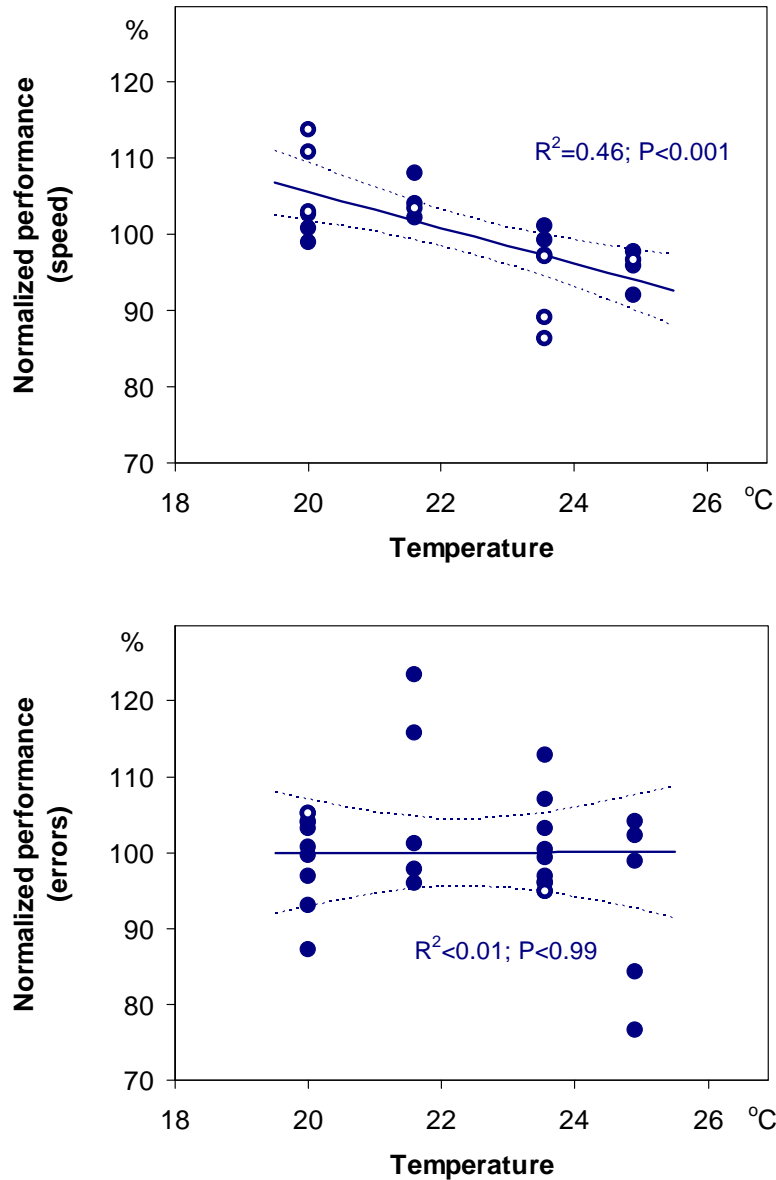 %
120
110
100
90
80
70
Normalized performance
(speed)
R²=0.46; P<0.001
18 20 22 24 26 °C
Temperature
%
120
110
100
90
80
70
Normalized performance
(errors)
R²<0.01; P<0.99
18 20 22 24 26 °C
Temperature